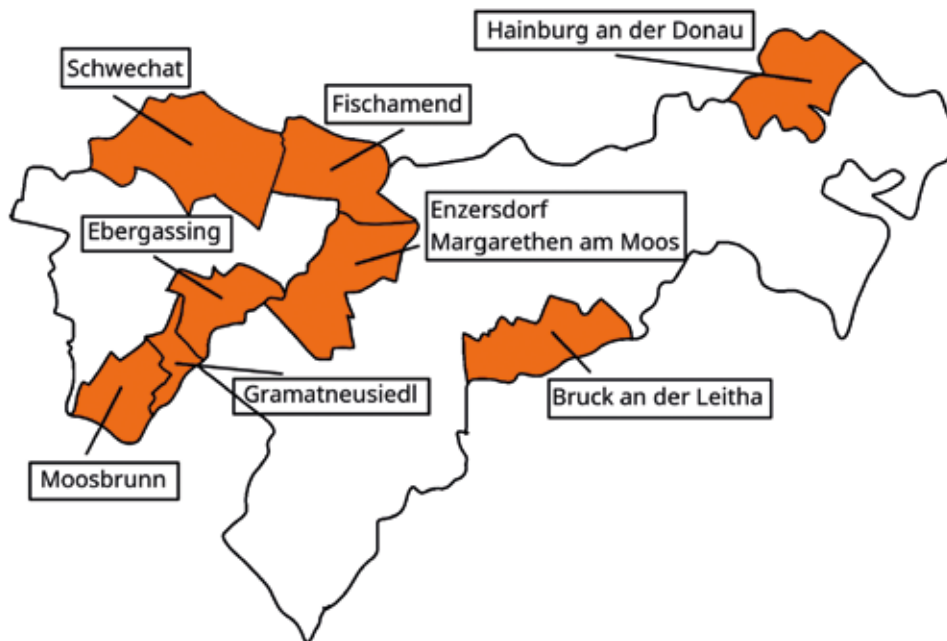 Hainburg an der Donau
Schwechat
Fischamend
Enzersdorf
Margarethen am Moos
Ebergassing
Gramatneusiedl
Bruck an der Leitha
Moosbrunn